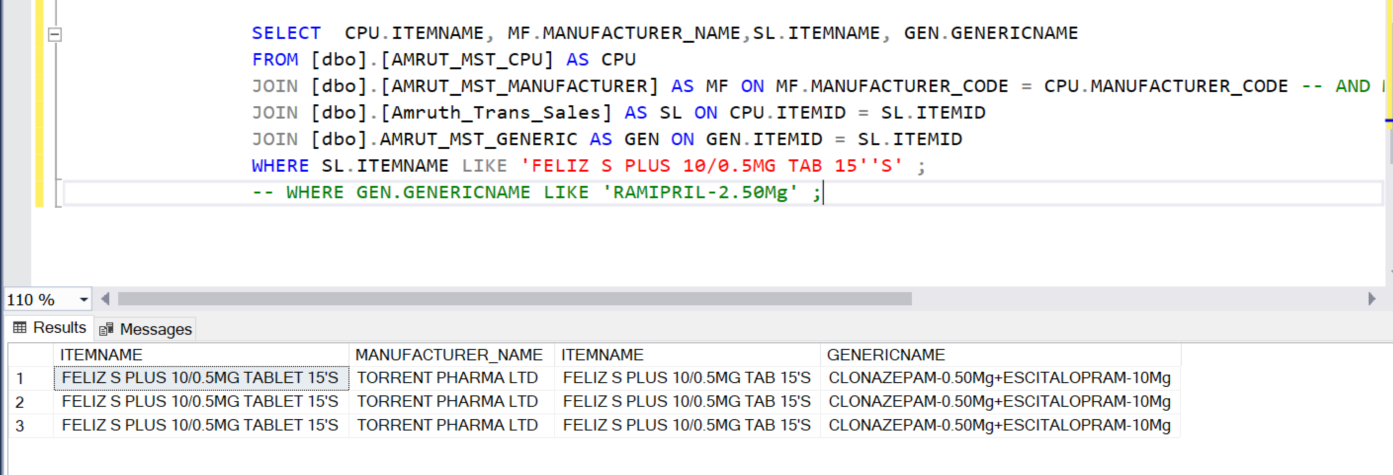 SELECT  CPU.ITEMNAME, MF.MANUFACTURER_NAME,SL.ITEMNAME, GEN.GENERICNAME
FROM [dbo].[AMRUT_MST_CPU] AS CPU
JOIN [dbo].[AMRUT_MST_MANUFACTURER] AS MF ON MF.MANUFACTURER_CODE = CPU.MANUFACTURER_CODE -- AND
JOIN [dbo].[Amruth_Trans_Sales] AS SL ON CPU.ITEMID = SL.ITEMID
JOIN [dbo].AMRUT_MST_GENERIC AS GEN ON GEN.ITEMID = SL.ITEMID
WHERE SL.ITEMNAME LIKE 'FELIZ S PLUS 10/0.5MG TAB 15''S' ;
-- WHERE GEN.GENERICNAME LIKE 'RAMIPRIL-2.50Mg' ;
110 %
Results Messages
ITEMNAME MANUFACTURER_NAME ITEMNAME GENERICNAME
1 FELIZ S PLUS 10/0.5MG TABLET 15'S TORRENT PHARMA LTD FELIZ S PLUS 10/0.5MG TAB 15'S CLONAZEPAM-0.50Mg+ESCITALOPRAM-10Mg
2 FELIZ S PLUS 10/0.5MG TABLET 15'S TORRENT PHARMA LTD FELIZ S PLUS 10/0.5MG TAB 15'S CLONAZEPAM-0.50Mg+ESCITALOPRAM-10Mg
3 FELIZ S PLUS 10/0.5MG TABLET 15'S TORRENT PHARMA LTD FELIZ S PLUS 10/0.5MG TAB 15'S CLONAZEPAM-0.50Mg+ESCITALOPRAM-10Mg